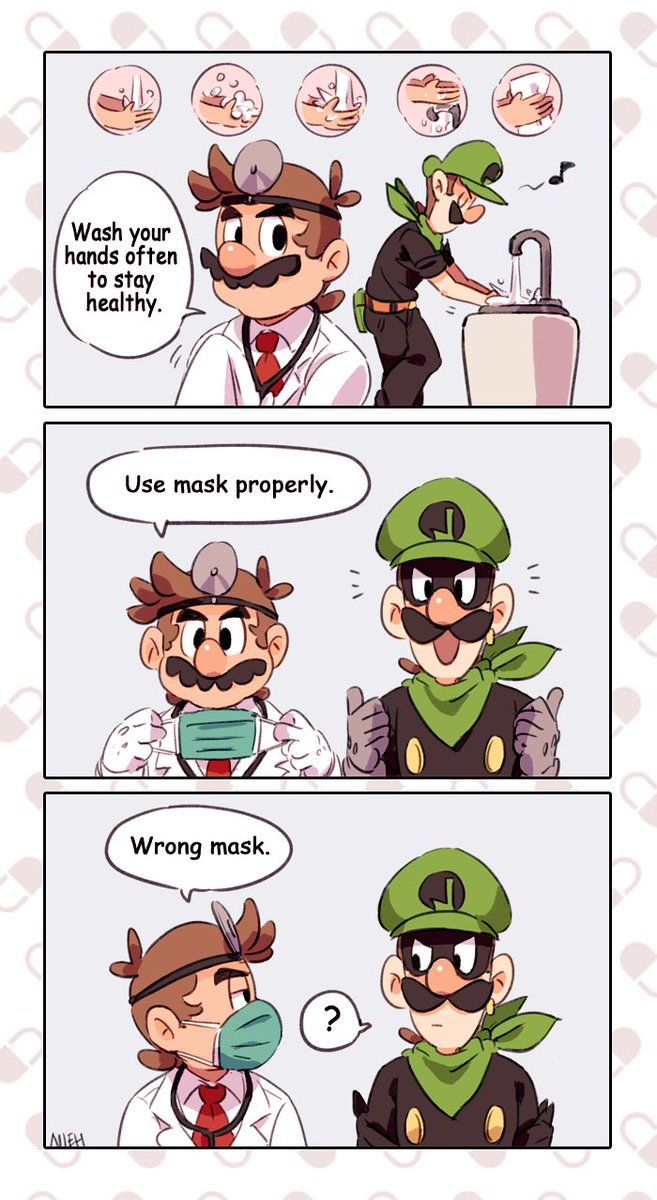 Wash your
hands often
to stay
healthy.
Use mask properly.
Wrong mask.
?